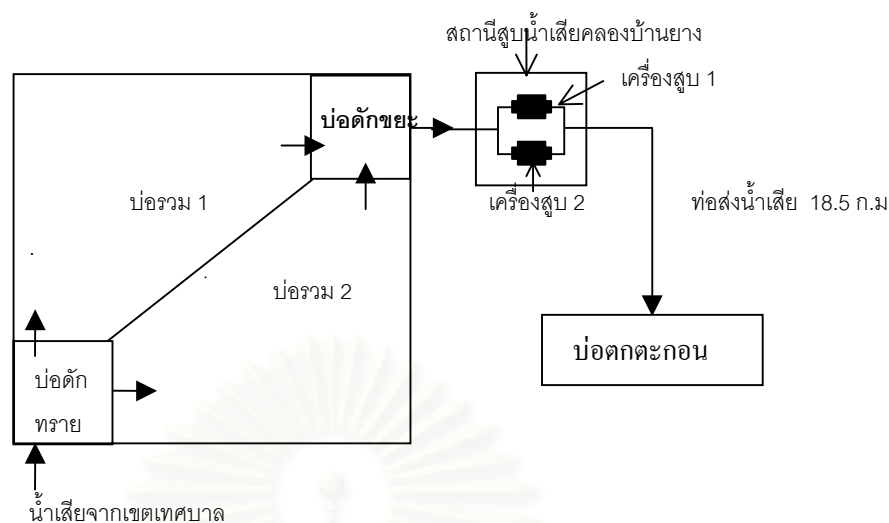 สถานีสูบน้ำเสียคลองบ้านยาง
เครื่องสูบ 1
บ่อดักขยะ
บ่อรวม 1
เครื่องสูบ 2
ท่อส่งน้ำเสีย 18.5 ก.ม
บ่อรวม 2
บ่อตกตะกอน
บ่อดัก
ทราย
น้ำเสียจากเขตเทศบาล